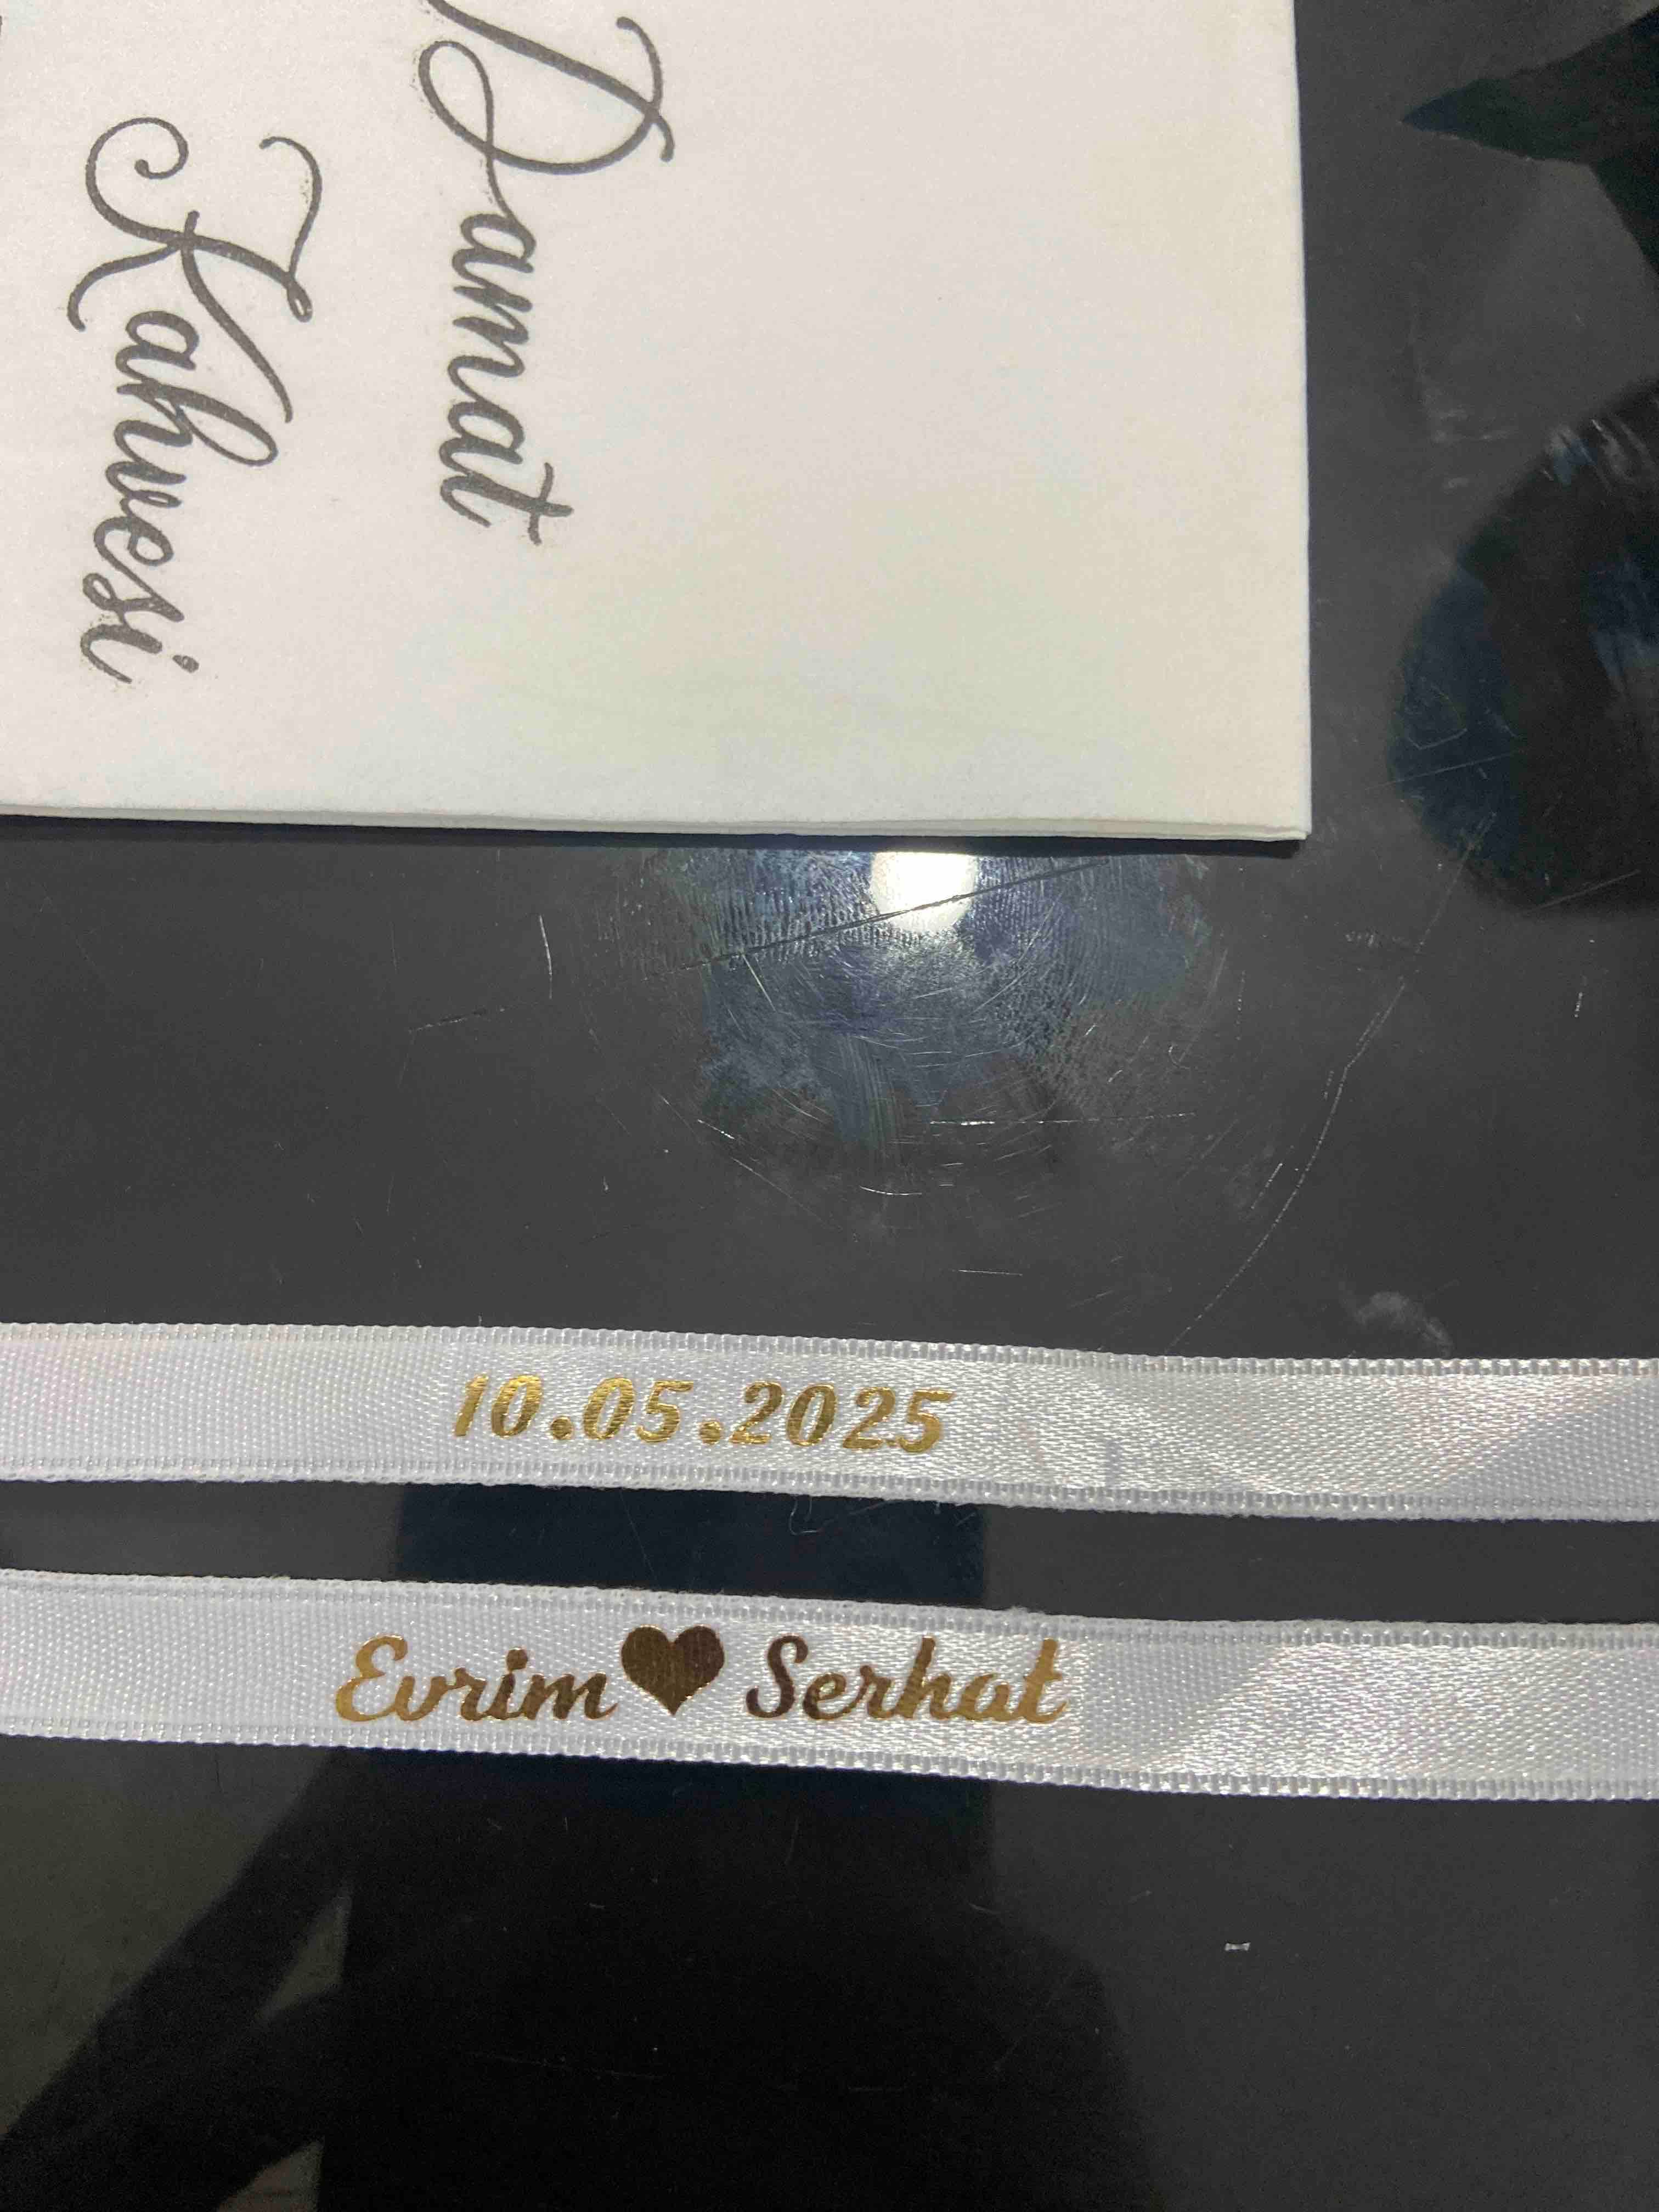 Damat
Kahvesi
10.05.2025
Evrim♥Serhat